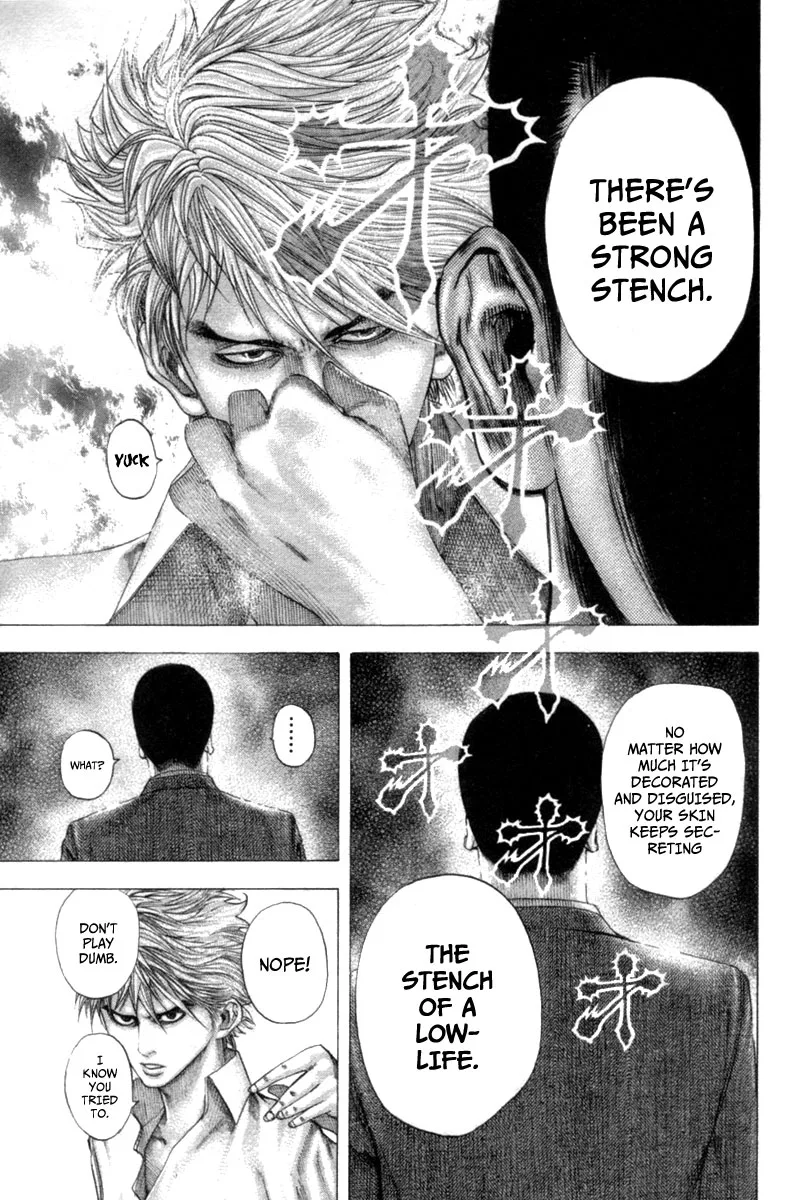 THERE'S
BEEN A
STRONG
STENCH.
YUCK
NO
MATTER HOW
MUCH IT'S
DECORATED
AND DISGUISED,
YOUR SKIN
KEEPS SEC-
RETING
THE
STENCH
OF A
LOW-
LIFE.
......
WHAT?
NOPE!
DON'T
PLAY
DUMB.
I
KNOW
YOU
TRIED
TO.